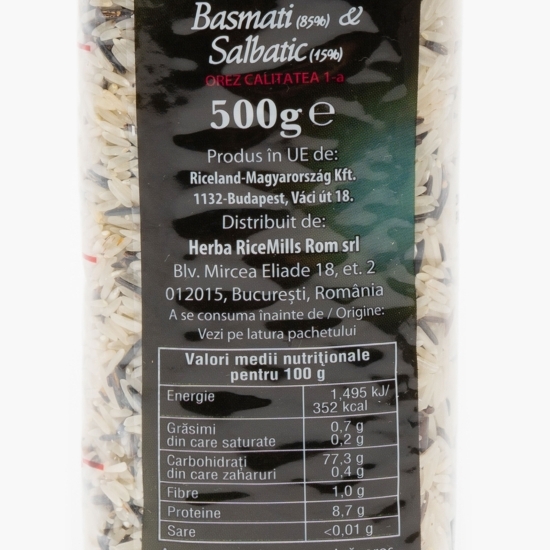 Basmati (85%) &
Salbatic (15%)
OREZ CALITATEA 1-a
500g e
Produs în UE de:
Riceland-Magyarország Kft.
1132-Budapest, Váci út 18.
Distribuit de:
Herba RiceMills Rom srl
Blv. Mircea Eliade 18, et. 2
012015, București, România
A se consuma înainte de / Origine:
Vezi pe latura pachetului
Valori medii nutriţionale
pentru 100 g
Energie 1,495 kJ/
352 kcal
Grăsimi 0,7 g
din care saturate 0,2 g
Carbohidraţi 77,3 g
din care zaharuri 0,4 g
Fibre 1,0 g
Proteine 8,7 g
Sare <0,01 g